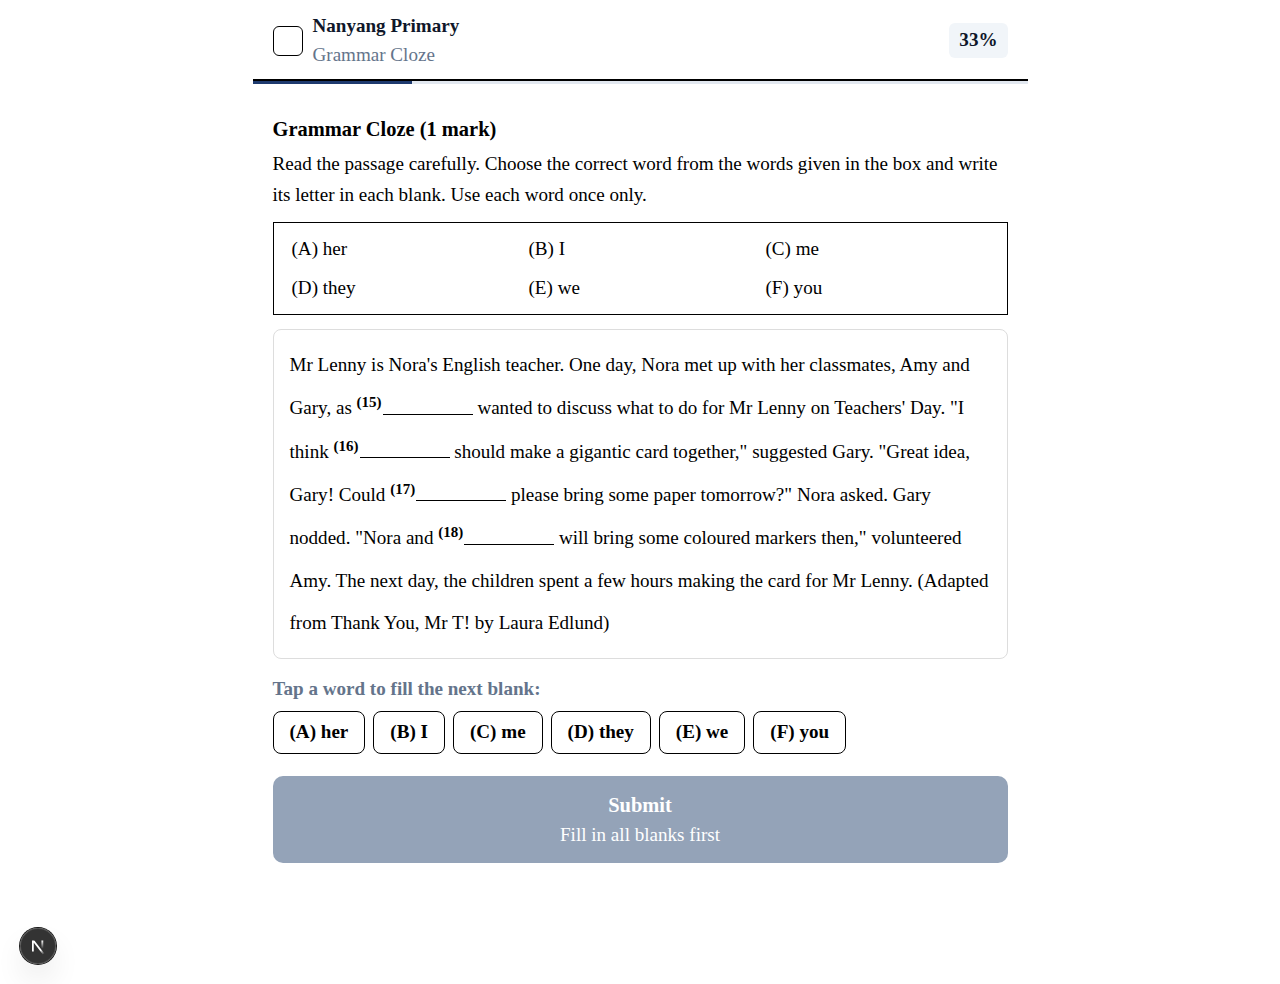 Nanyang Primary
Grammar Cloze
33%
Grammar Cloze (1 mark)
Read the passage carefully. Choose the correct word from the words given in the box and write
its letter in each blank. Use each word once only.
(A) her (B) I (C) me
(D) they (E) we (F) you
Mr Lenny is Nora's English teacher. One day, Nora met up with her classmates, Amy and
Gary, as (15)_________ wanted to discuss what to do for Mr Lenny on Teachers' Day. "I
think (16)_________ should make a gigantic card together," suggested Gary. "Great idea,
Gary! Could (17)_________ please bring some paper tomorrow?" Nora asked. Gary
nodded. "Nora and (18)_________ will bring some coloured markers then," volunteered
Amy. The next day, the children spent a few hours making the card for Mr Lenny. (Adapted
from Thank You, Mr T! by Laura Edlund)
Tap a word to fill the next blank:
(A) her (B) I (C) me (D) they (E) we (F) you
Submit
Fill in all blanks first
N